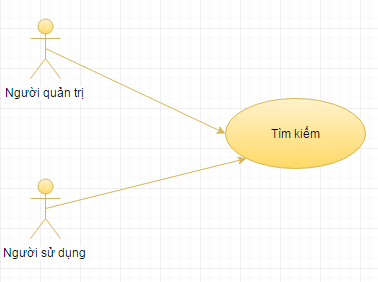 Người quản trị
Tìm kiếm
Người sử dụng